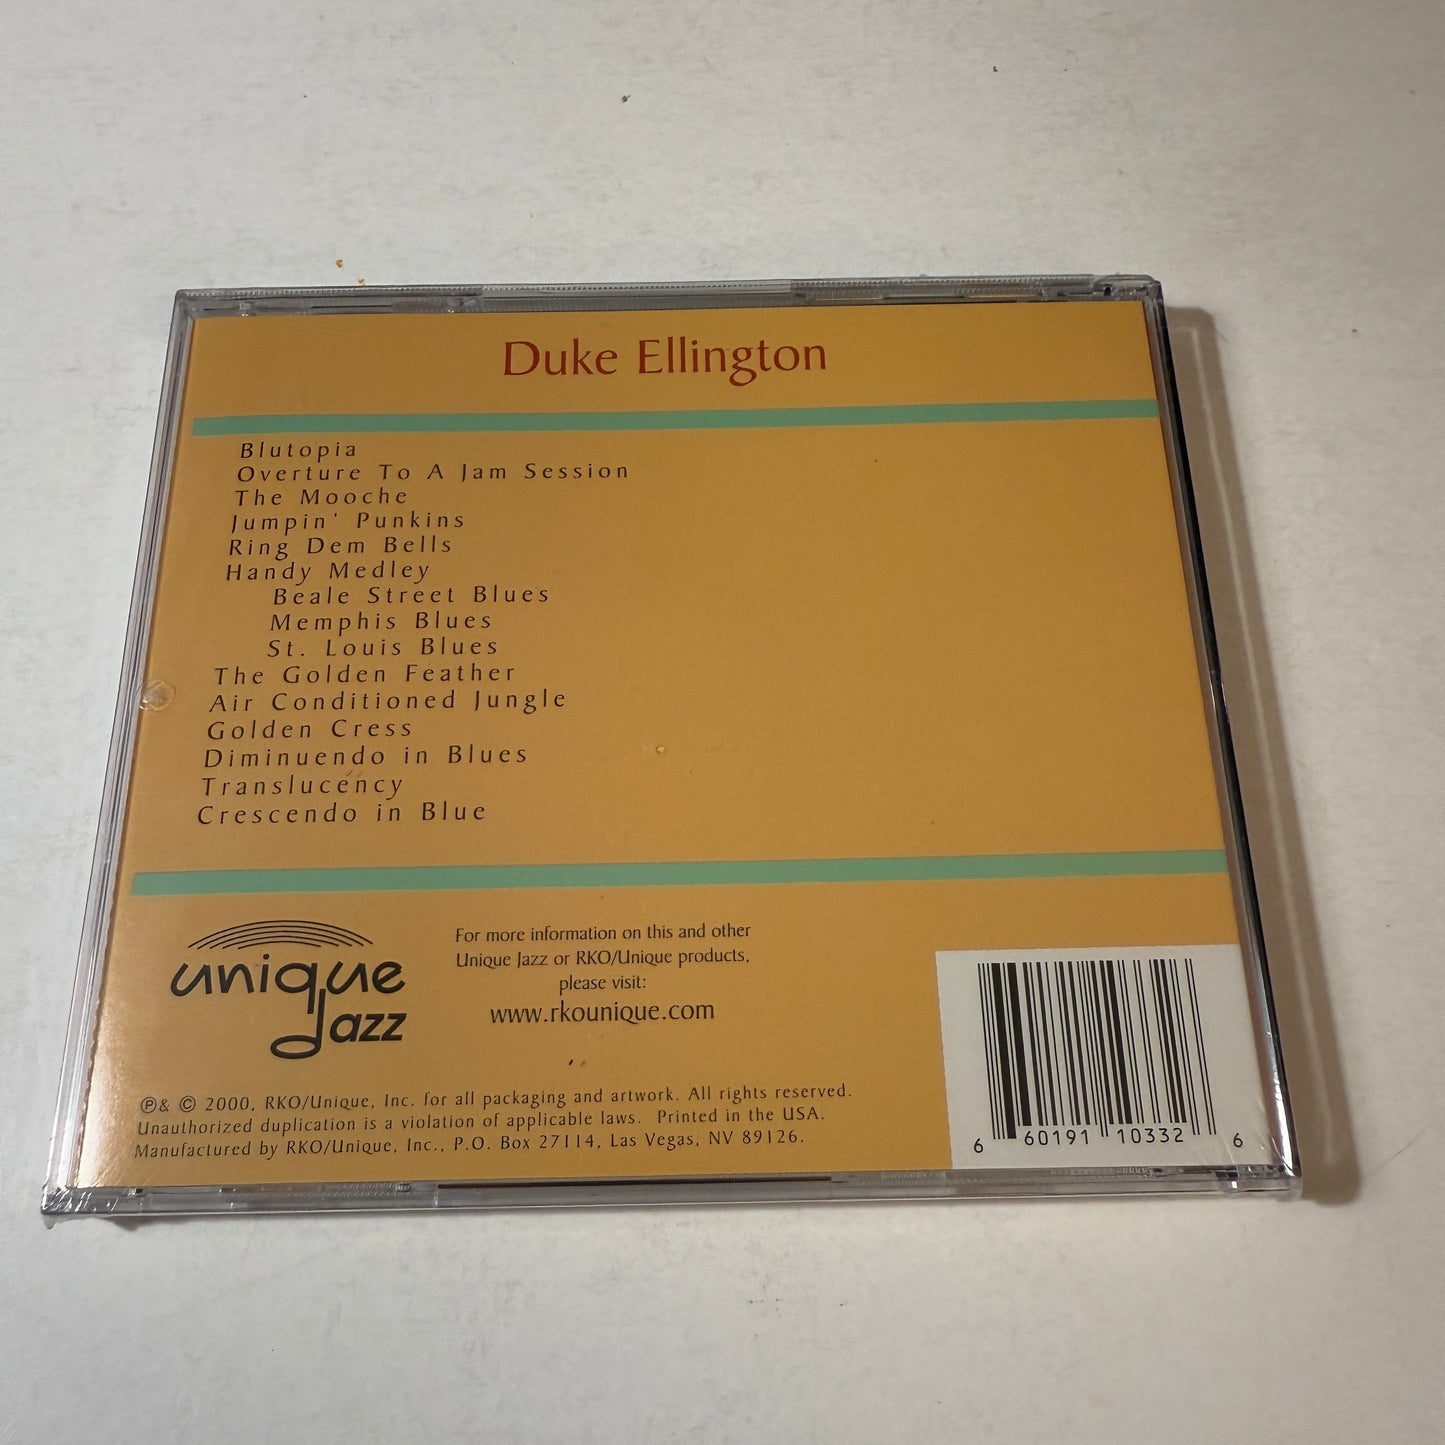 Duke Ellington
Blutopia
Overture To A Jam Session
The Mooche
Jumpin' Punkins
Ring Dem Bells
Handy Medley
Beale Street Blues
Memphis Blues
St. Louis Blues
The Golden Feather
Air Conditioned Jungle
Golden Cress
Diminuendo in Blues
Translucency
Crescendo in Blue
unique
Jazz
For more information on this and other
Unique Jazz or RKO/Unique products,
please visit:
www.rkounique.com
℗& © 2000, RKO/Unique, Inc. for all packaging and artwork. All rights reserved.
Unauthorized duplication is a violation of applicable laws. Printed in the USA.
Manufactured by RKO/Unique, Inc., P.O. Box 27114, Las Vegas, NV 89126.
6 60191 10332 6